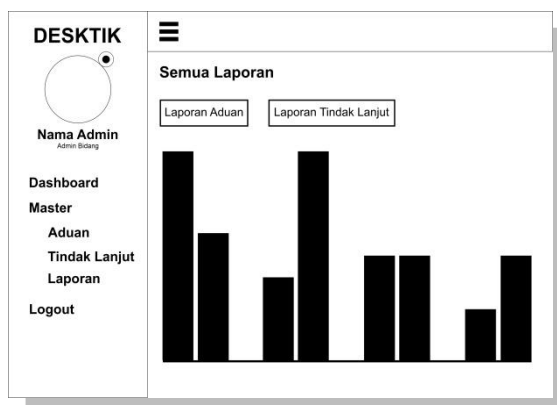 DESKTIK
Nama Admin
Admin Bidang
Dashboard
Master
Aduan
Tindak Lanjut
Laporan
Logout
Semua Laporan
Laporan Aduan
Laporan Tindak Lanjut